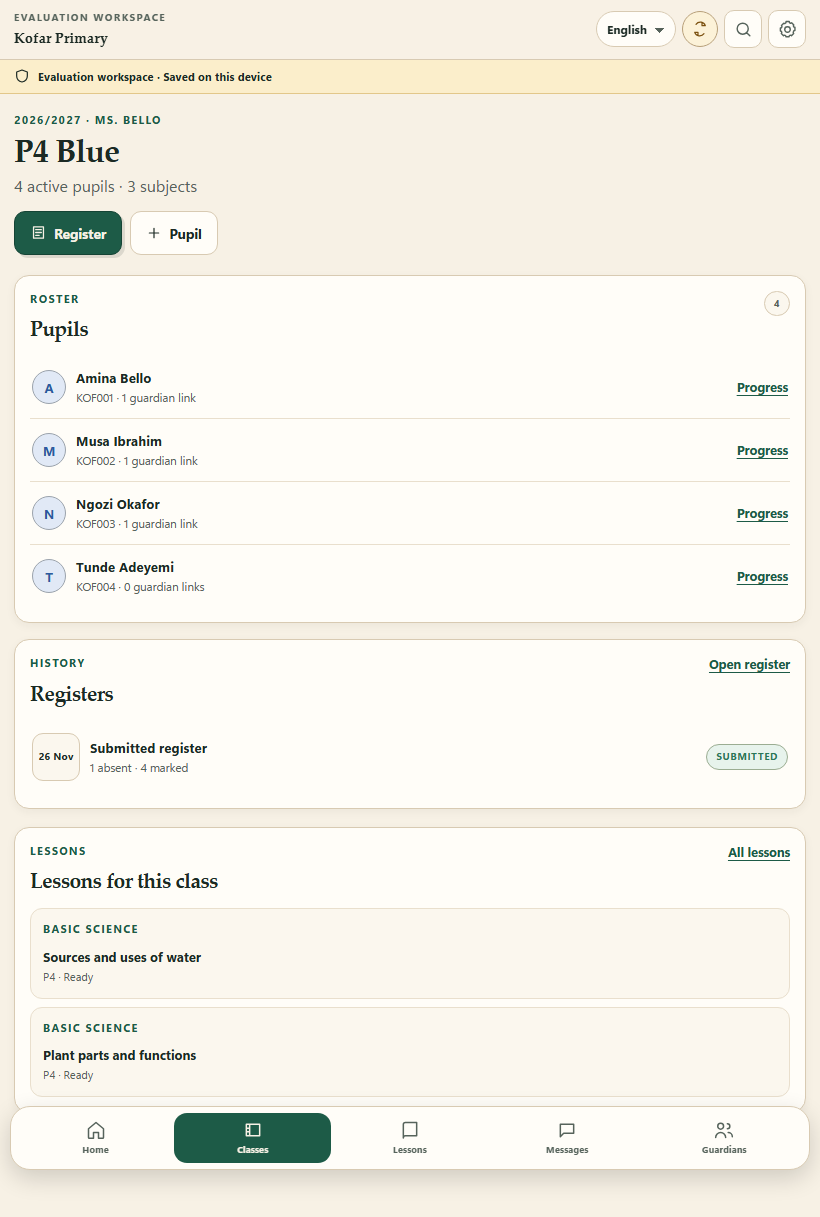 EVALUATION WORKSPACE
Kofar Primary
English
Evaluation workspace · Saved on this device
2026/2027 · MS. BELLO
P4 Blue
4 active pupils · 3 subjects
Register
Pupil
ROSTER
4
Pupils
A
Amina Bello
KOF001 · 1 guardian link
Progress
M
Musa Ibrahim
KOF002 · 1 guardian link
Progress
N
Ngozi Okafor
KOF003 · 1 guardian link
Progress
T
Tunde Adeyemi
KOF004 · 0 guardian links
Progress
HISTORY
Open register
Registers
26 Nov
Submitted register
1 absent · 4 marked
SUBMITTED
LESSONS
All lessons
Lessons for this class
BASIC SCIENCE
Sources and uses of water
P4 · Ready
BASIC SCIENCE
Plant parts and functions
P4 · Ready
Home
Classes
Lessons
Messages
Guardians